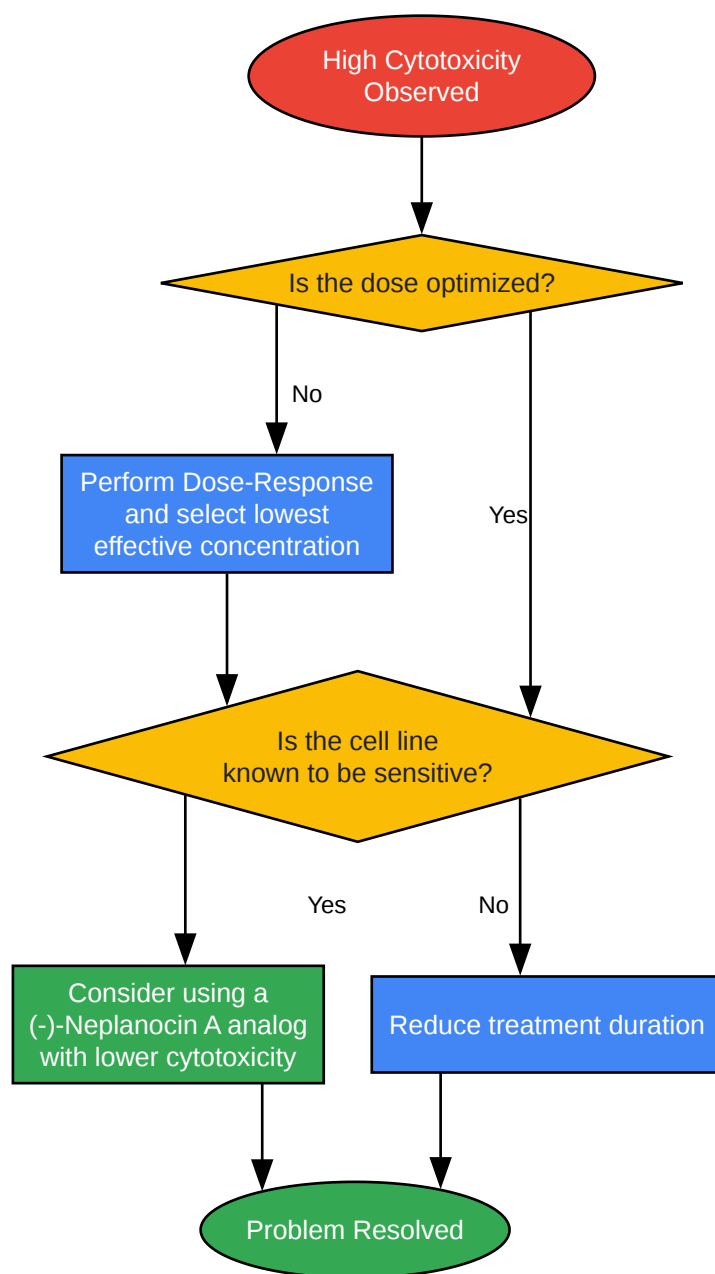 High Cytotoxicity
Observed
Is the dose optimized?
No
Perform Dose-Response
and select lowest
effective concentration
Yes
Is the cell line
known to be sensitive?
Yes
No
Consider using a
(-)-Neplanocin A analog
with lower cytotoxicity
Reduce treatment duration
Problem Resolved